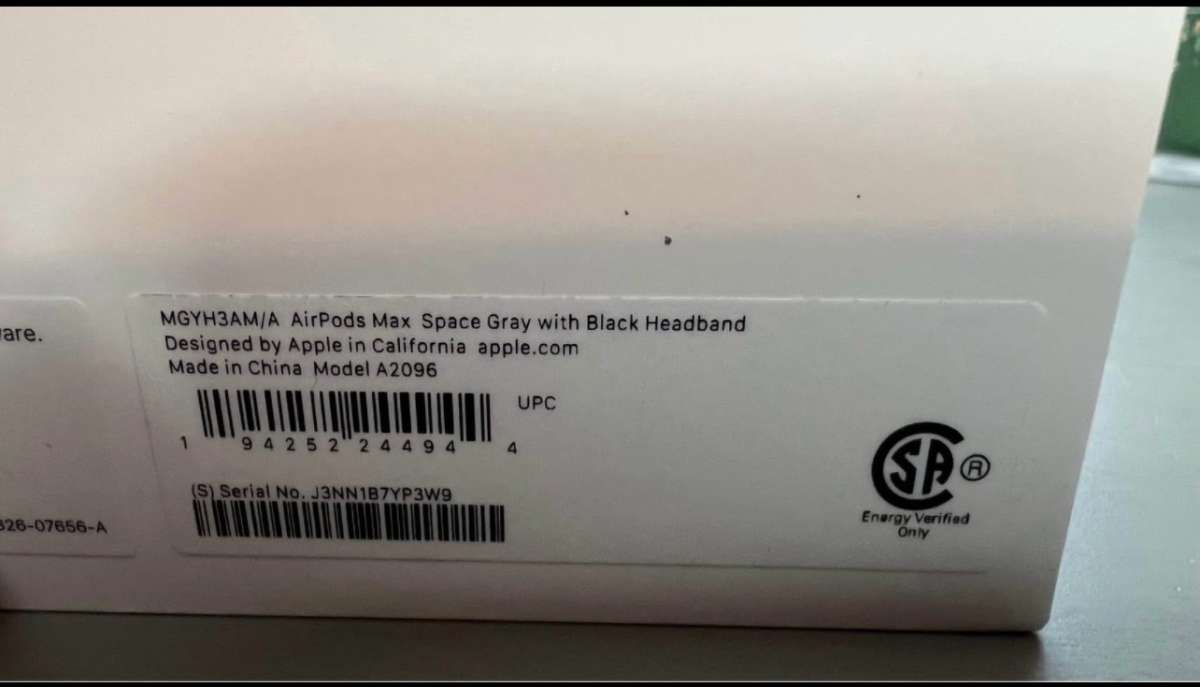 are.
826-07656-A
MGYH3AM/A AirPods Max Space Gray with Black Headband
Designed by Apple in California apple.com
Made in China Model A2096
UPC
1 94252 24494 4
(S) Serial No. J3NN1B7YP3W9
SA ®
Energy Verified
Only